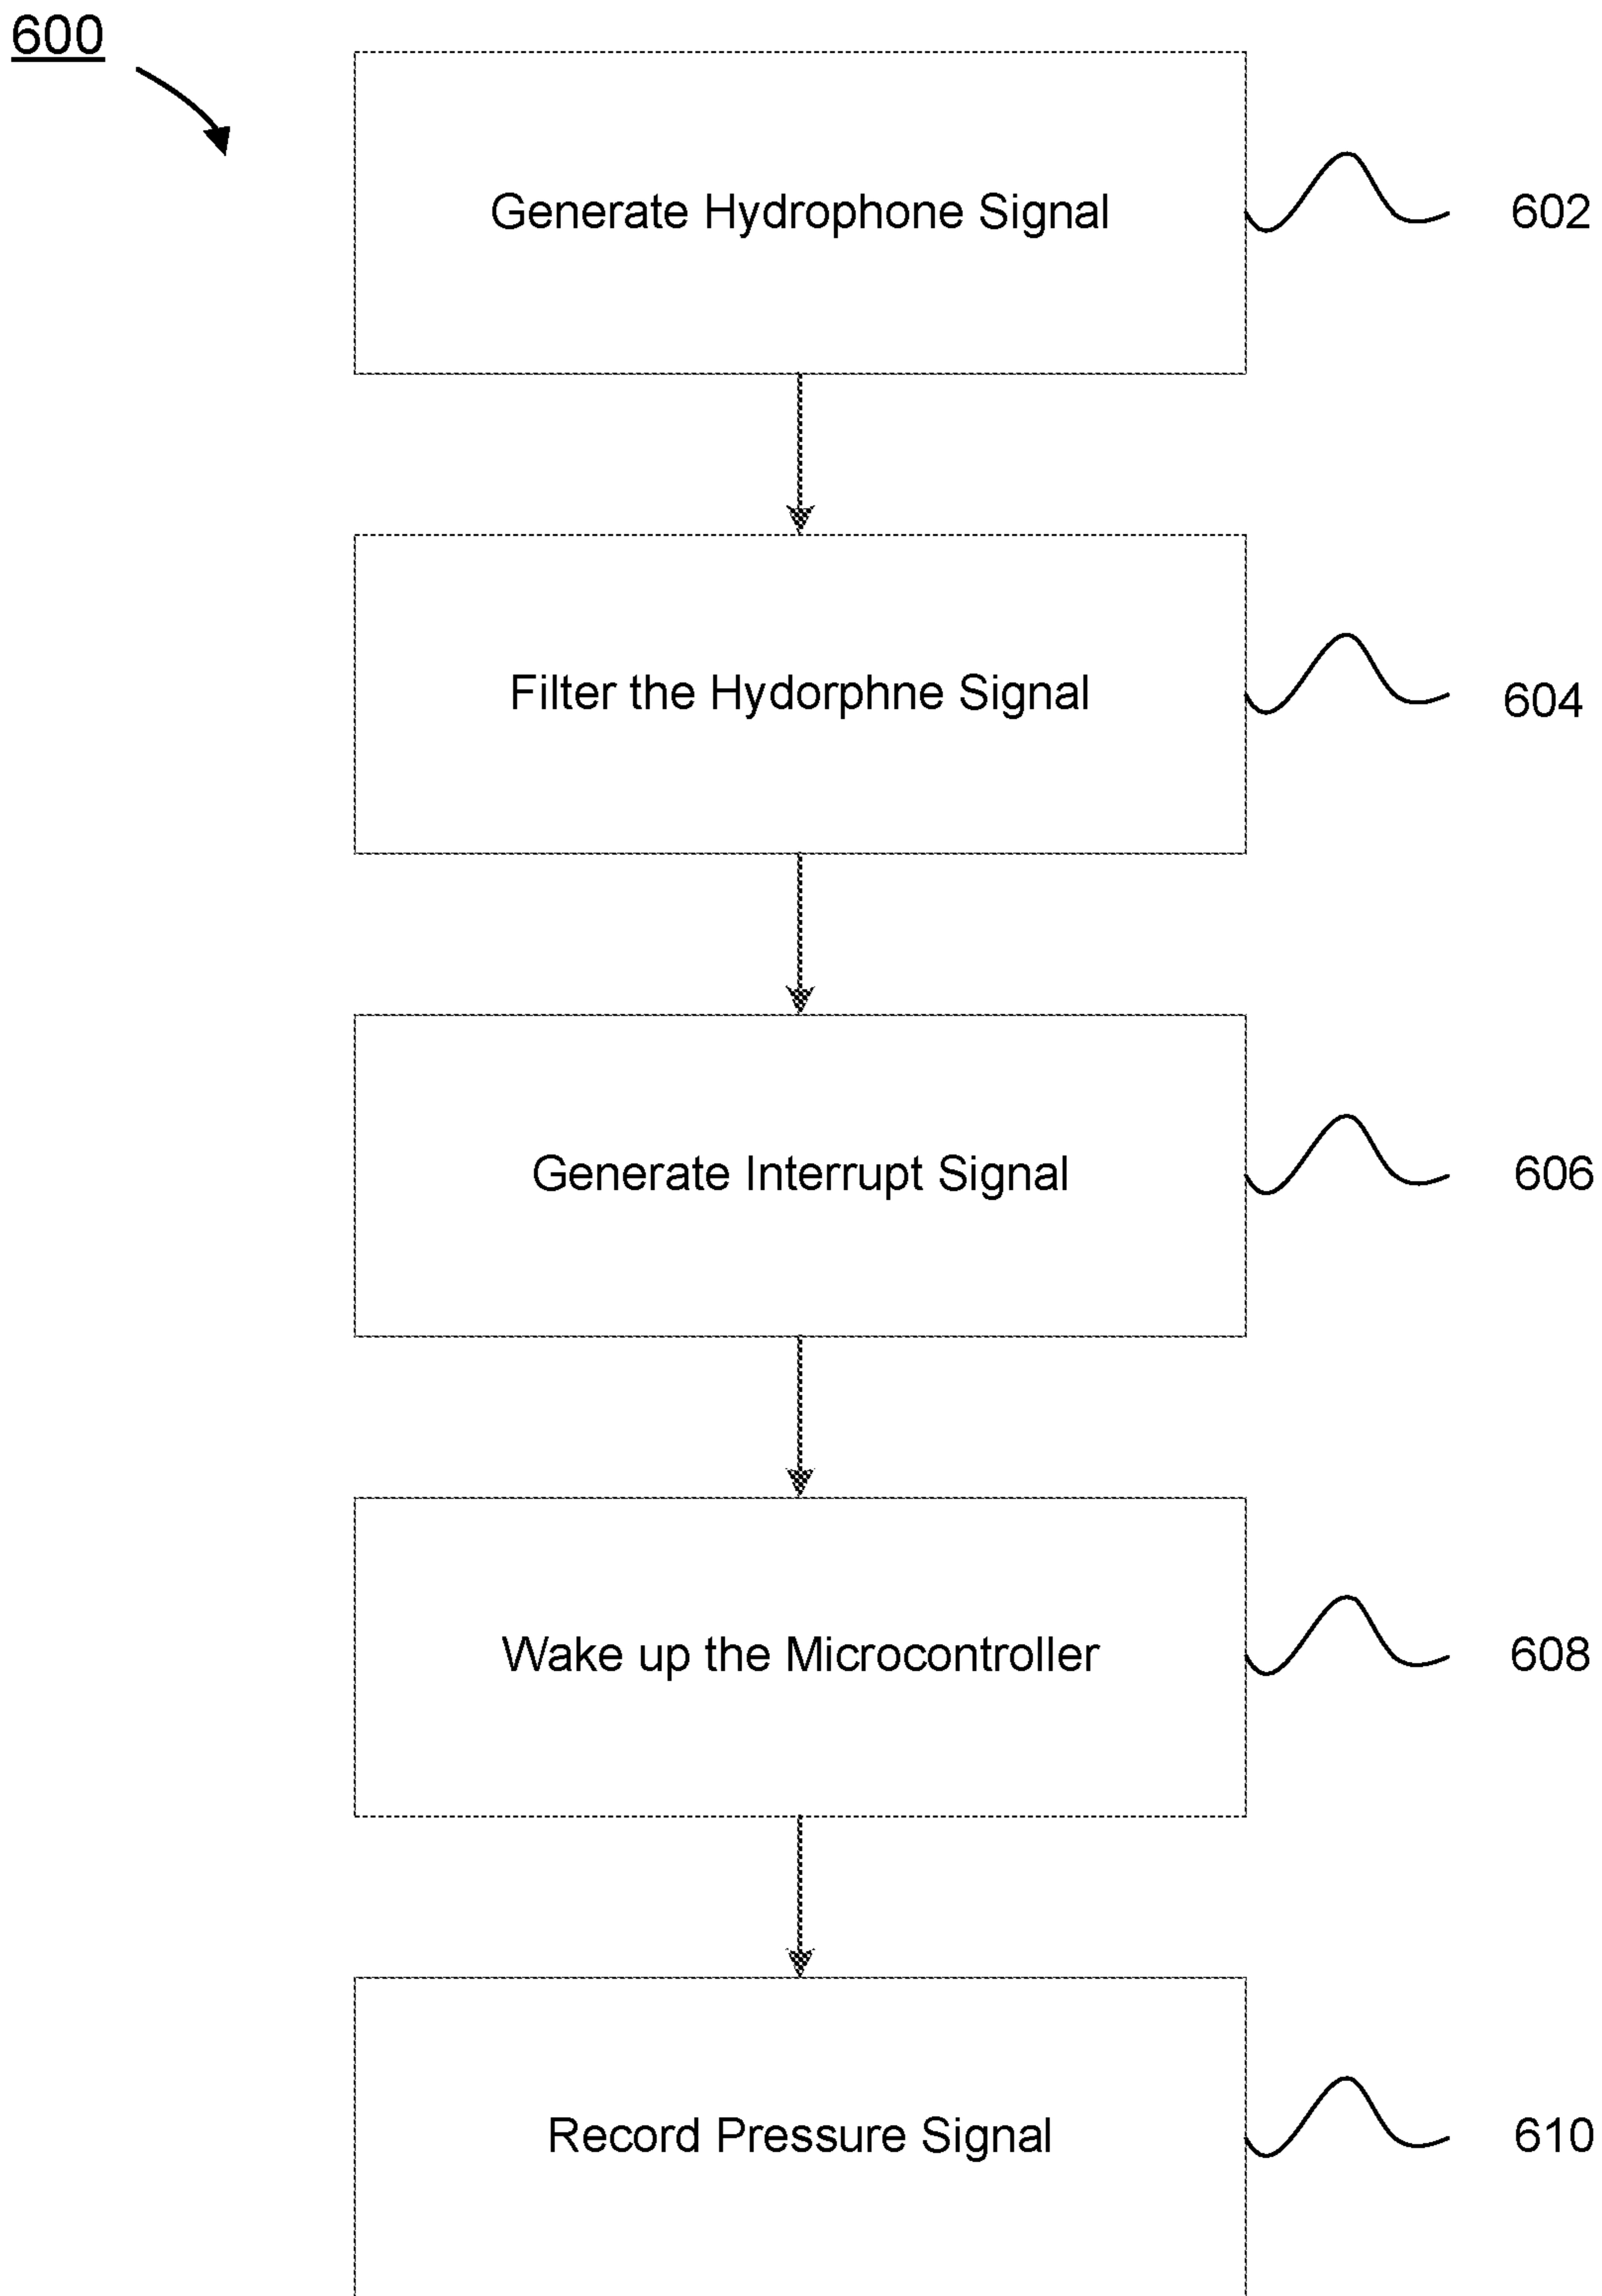 600
Generate Hydrophone Signal
602
Filter the Hydorphne Signal
604
Generate Interrupt Signal
606
Wake up the Microcontroller
608
Record Pressure Signal
610